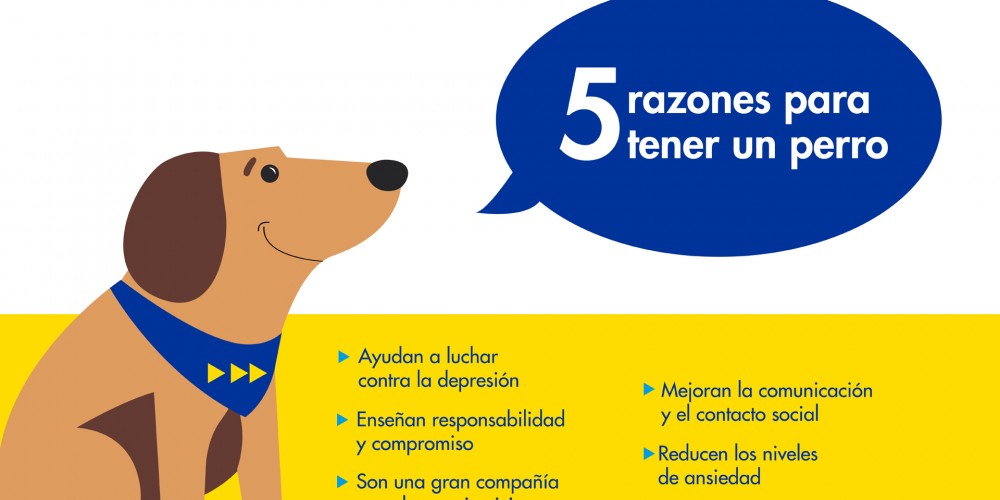 5 razones para
tener un perro
Ayudan a luchar
contra la depresión
Enseñan responsabilidad
y compromiso
Son una gran compañía
Mejoran la comunicación
y el contacto social
Reducen los niveles
de ansiedad